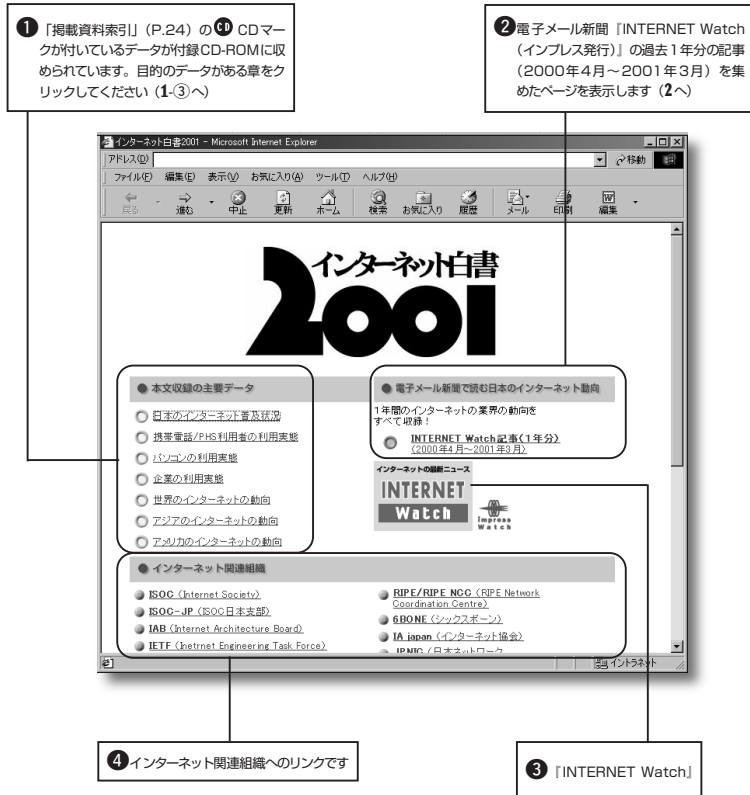 ❶「掲載資料索引」(P.24)のCD CDマー
クが付いているデータが付録CD-ROMに収
められています。目的のデータがある章をク
リックしてください(1-③へ)
❷電子メール新聞『INTERNET Watch
(インプレス発行)』の過去1年分の記事
(2000年4月~2001年3月)を集
めたページを表示します(2へ)
インターネット白書2001 - Microsoft Internet Explorer
アドレス(D) 移動
ファイル(F) 編集(E) 表示(V) お気に入り(A) ツール(T) ヘルプ(H)
戻る 進む 中止 更新 ホーム 検索 お気に入り 履歴 メール 印刷 編集
インターネット白書
2001
本文収録の主要データ
日本のインターネット普及状況
携帯電話/PHS利用者の利用実態
パソコンの利用実態
企業の利用実態
世界のインターネットの動向
アジアのインターネットの動向
アメリカのインターネットの動向
電子メール新聞で読む日本のインターネット動向
1年間のインターネットの業界の動向を
すべて収録!
INTERNET Watch記事(1年分)
(2000年4月~2001年3月)
インターネットの最新ニュース
INTERNET
Watch
impress
Watch
インターネット関連組織
ISOC (Internet Society)
ISOC-JP (ISOC日本支部)
IAB (Internet Architecture Board)
IETF (Inetrnet Engineering Task Force)
RIPE/RIPE NCC (RIPE Network
Coordination Centre)
6BONE (シックスボーン)
IA japan (インターネット協会)
JPNIC (日本ネットワーク
イントラネット
❹インターネット関連組織へのリンクです
❸『INTERNET Watch』